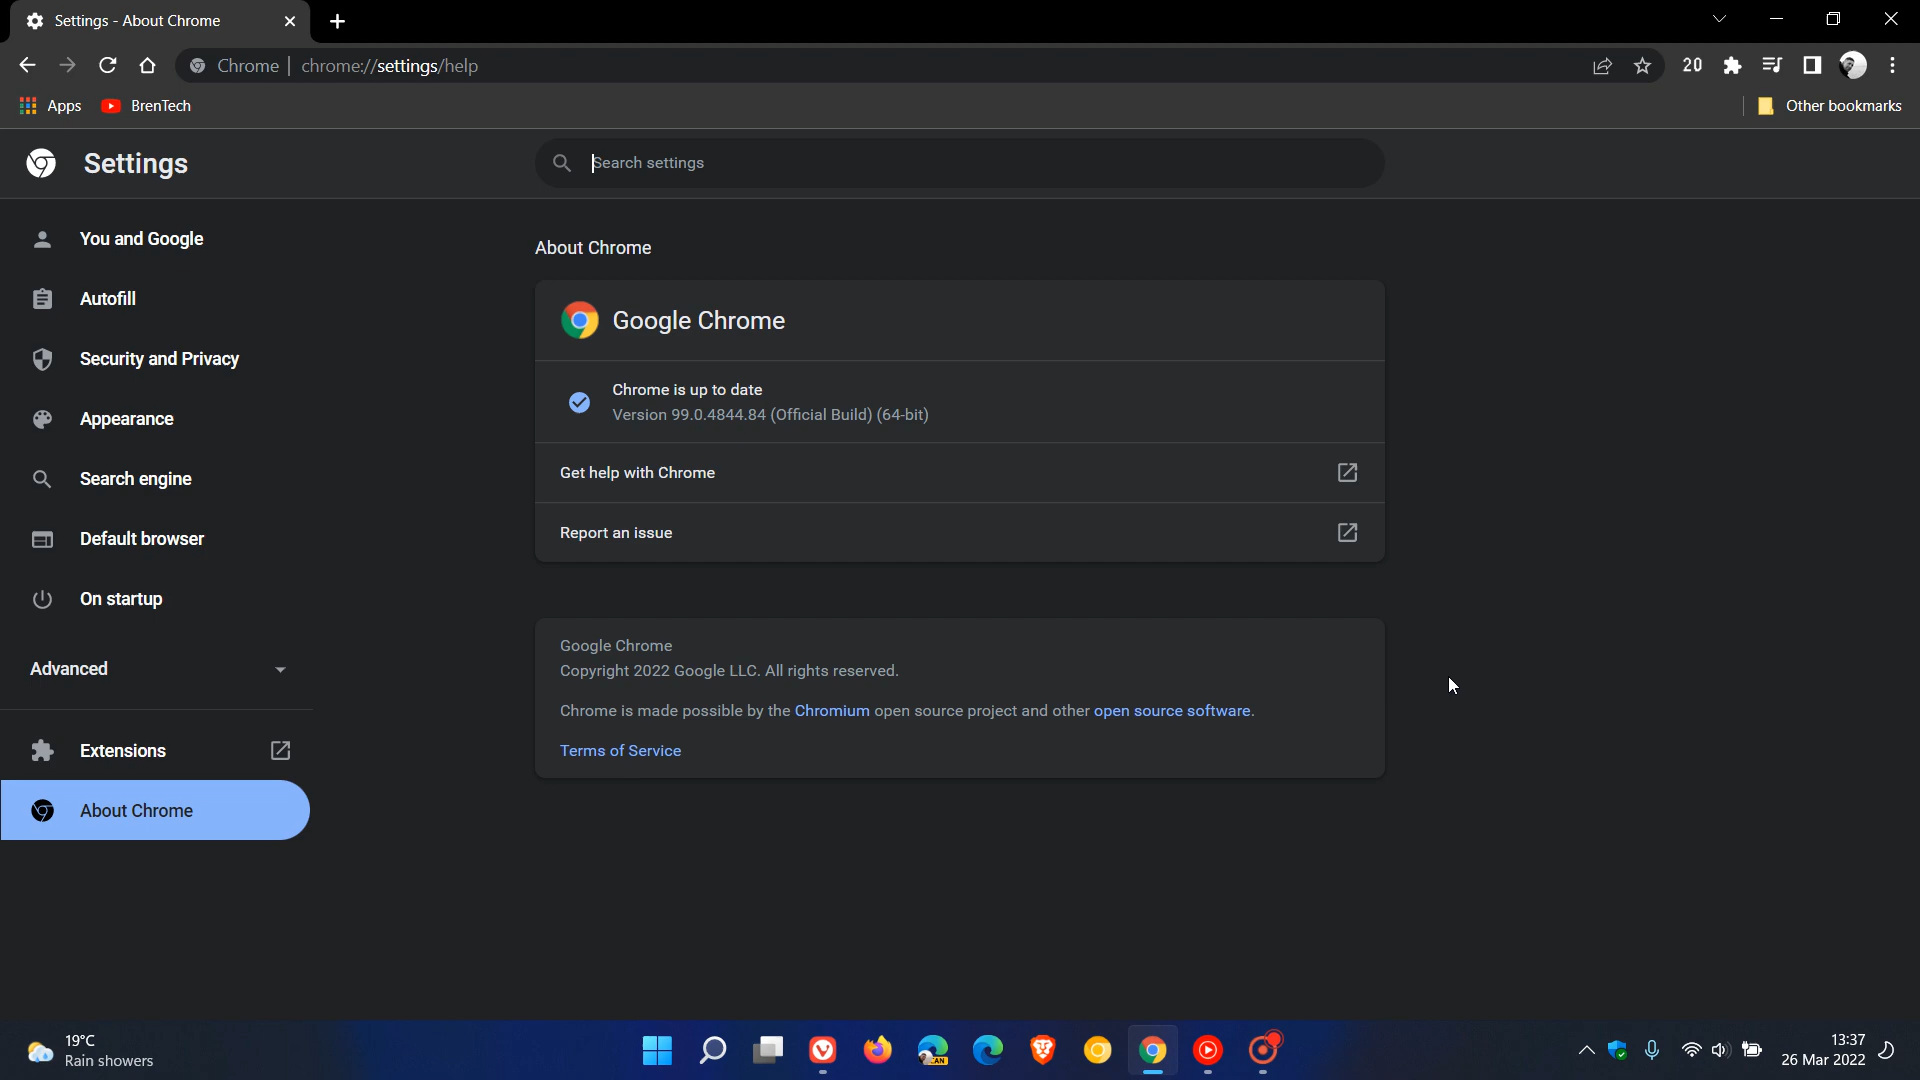 Settings - About Chrome
Chrome | chrome://settings/help
20
Apps
BrenTech
Other bookmarks
Settings
Search settings
You and Google
Autofill
Security and Privacy
Appearance
Search engine
Default browser
On startup
Advanced
Extensions
About Chrome
About Chrome
Google Chrome
Chrome is up to date
Version 99.0.4844.84 (Official Build) (64-bit)
Get help with Chrome
Report an issue
Google Chrome
Copyright 2022 Google LLC. All rights reserved.
Chrome is made possible by the Chromium open source project and other open source software.
Terms of Service
19°C
Rain showers
CAN
13:37
26 Mar 2022